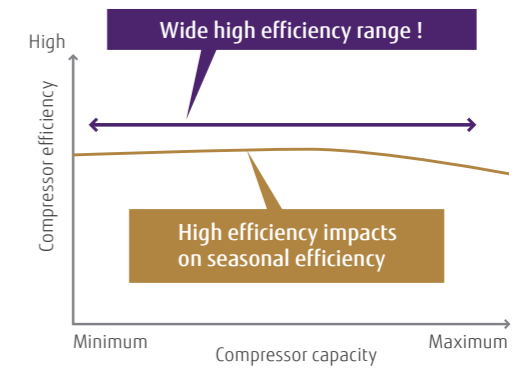 Wide high efficiency range !
High
Compressor efficiency
High efficiency impacts
on seasonal efficiency
Minimum
Maximum
Compressor capacity